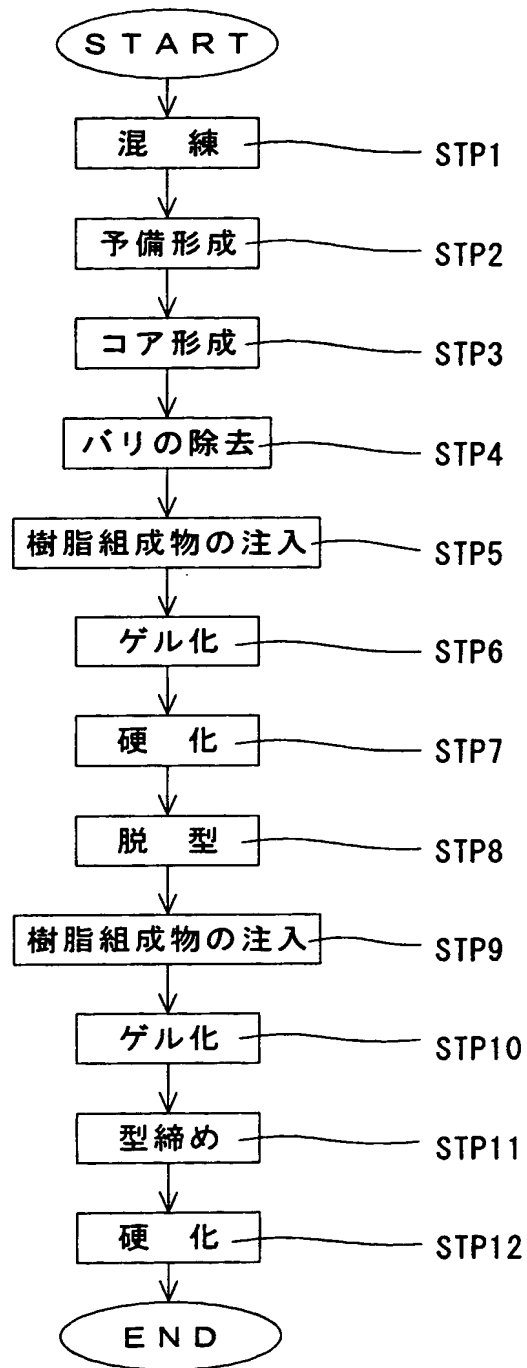 START
混練 STP1
予備形成 STP2
コア形成 STP3
バリの除去 STP4
樹脂組成物の注入 STP5
ゲル化 STP6
硬化 STP7
脱型 STP8
樹脂組成物の注入 STP9
ゲル化 STP10
型締め STP11
硬化 STP12
END